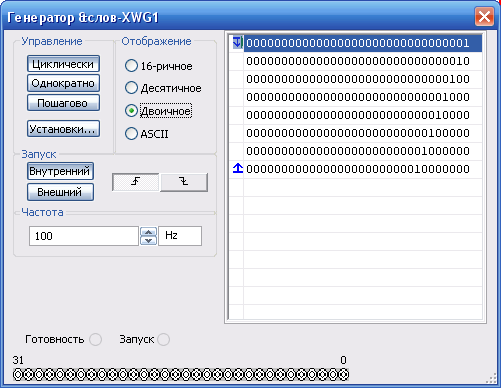 Генератор &слов-XWG1
Управление
Циклически
Однократно
Пошагово
Установки...
Отображение
16-ричное
Десятичное
Двоичное
ASCII
Запуск
Внутренний
Внешний
Частота
100 Hz
00000000000000000000000000000001
00000000000000000000000000000010
00000000000000000000000000000100
00000000000000000000000000001000
00000000000000000000000000010000
00000000000000000000000000100000
00000000000000000000000001000000
00000000000000000000000010000000
Готовность Запуск
31 0